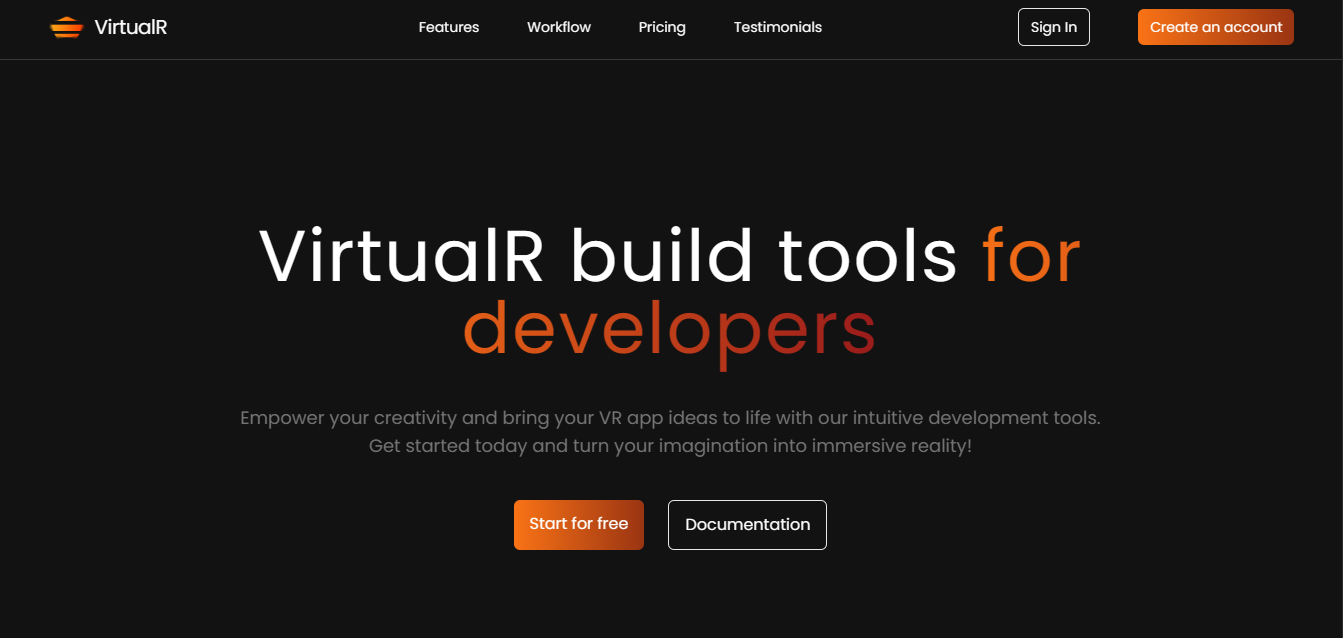 VirtualR
Features
Workflow
Pricing
Testimonials
Sign In
Create an account
VirtualR build tools for
developers
Empower your creativity and bring your VR app ideas to life with our intuitive development tools.
Get started today and turn your imagination into immersive reality!
Start for free
Documentation